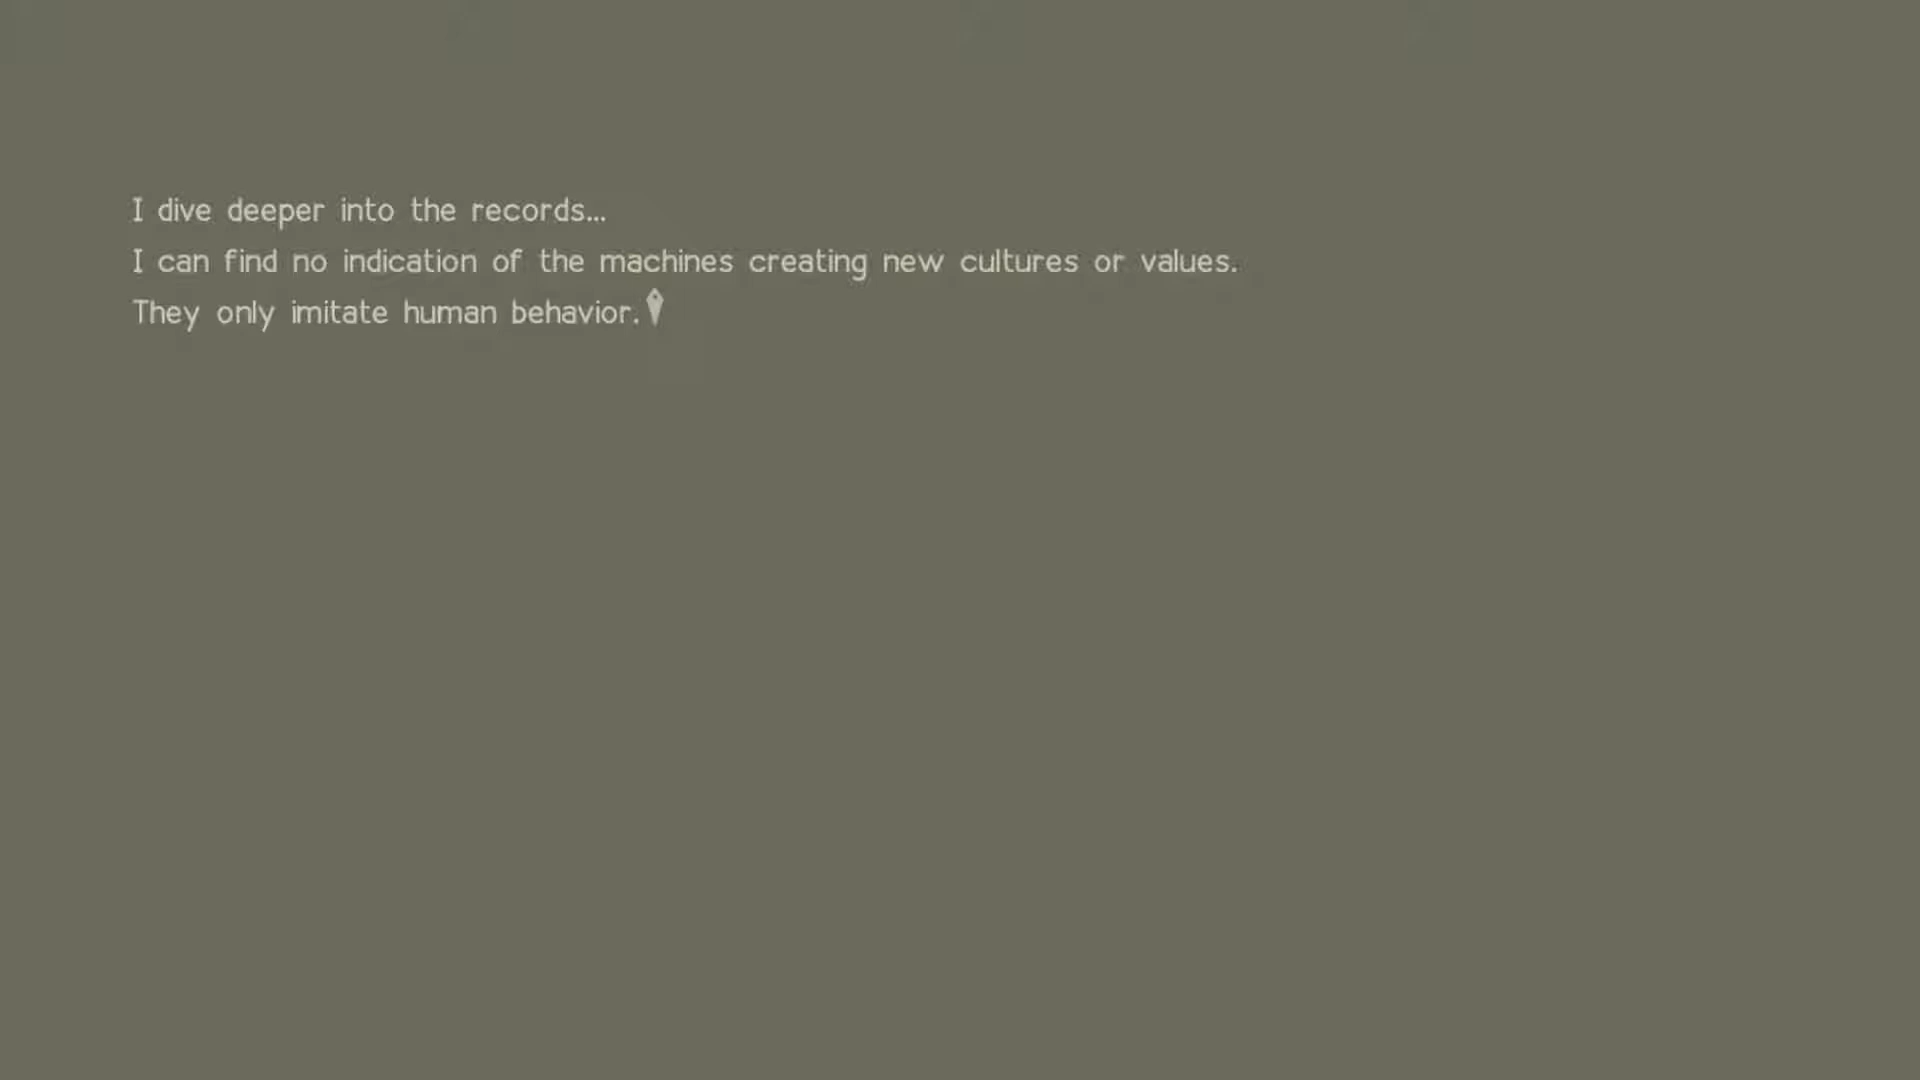 I dive deeper into the records...
I can find no indication of the machines creating new cultures or values.
They only imitate human behavior.